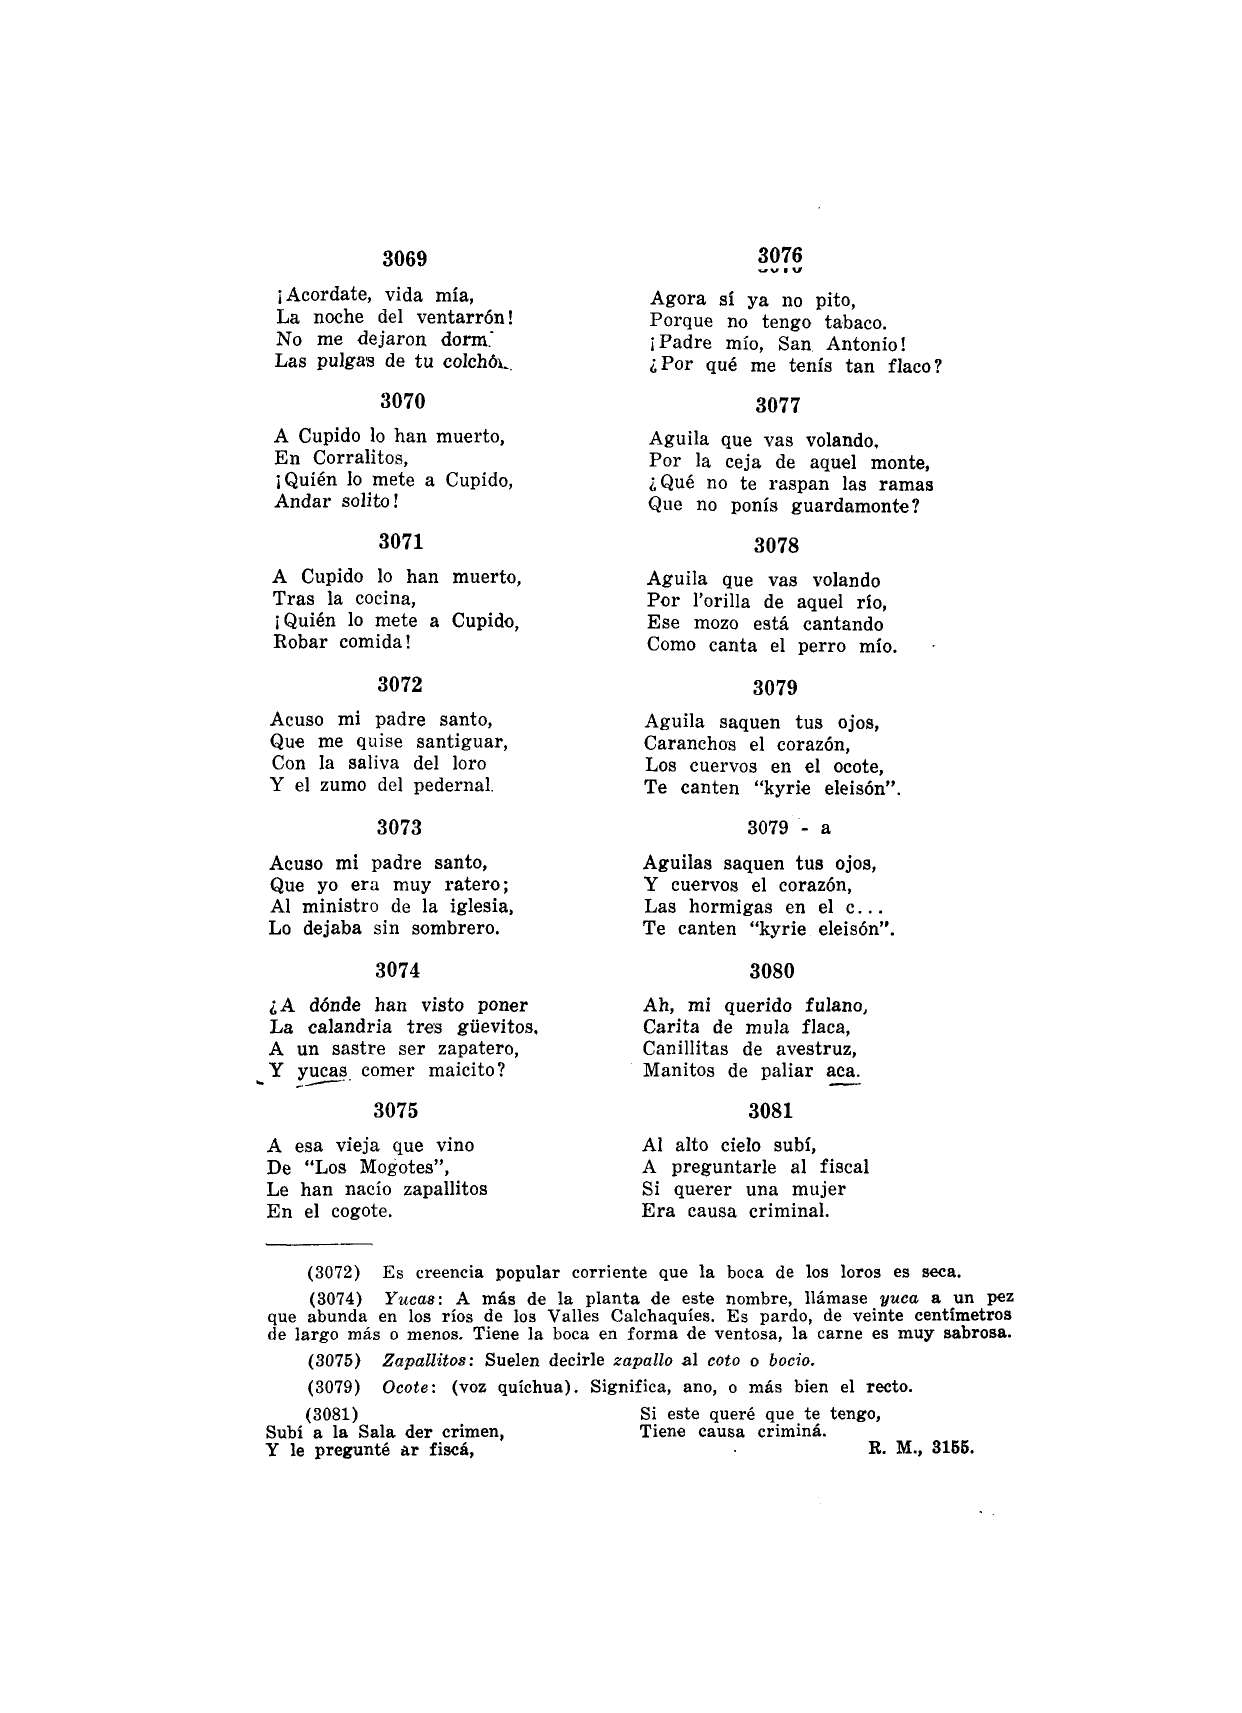 3069
¡Acordate, vida mía,
La noche del ventarrón!
No me dejaron
Las pulgas de tu
3070
A Cupido lo han muerto,
En Corralitos,
¡Quién lo mete a Cupido,
Andar solito!
3071
A Cupido lo han muerto,
Tras la cocina,
¡Quién lo mete a Cupido,
Robar comida!
3072
Acuso mi padre santo,
Que me quise santiguar,
Con la saliva del loro
Y el zumo del pedernal.
3073
Acuso mi padre santo,
Que yo era muy ratero;
Al ministro de la iglesia,
Lo dejaba sin sombrero.
3074
¿A dónde han visto poner
La calandria tres güevitos,
A un sastre ser zapatero,
Y yucas comer maicito?
3075
A esa vieja que vino
De “Los Mogotes”,
Le han nacío zapallitos
En el cogote.
3076
Agora sí ya no pito,
Porque no tengo tabaco.
¡Padre mío, San Antonio!
¿Por qué me tenís tan flaco?
3077
Aguila que vas volando,
Por la ceja de aquel monte,
¿Qué no te raspan las ramas
Que no ponís guardamonte?
3078
Aguila que vas volando
Por l'orilla de aquel río,
Ese mozo está cantando
Como canta el perro mío.
3079
Aguila saquen tus ojos,
Caranchos el corazón,
Los cuervos en el ocote,
Te canten “kyrie eleisón”.
3079 - a
Aguilas saquen tus ojos,
Y cuervos el corazón,
Las hormigas en el c...
Te canten “kyrie eleisón”.
3080
Ah, mi querido fulano,
Carita de mula flaca,
Canillitas de avestruz,
Manitos de paliar aca.
3081
Al alto cielo subí,
A preguntarle al fiscal
Si querer una mujer
Era causa criminal.
(3072) Es creencia popular corriente que la boca de los loros es seca.
(3074) Yucas: A más de la planta de este nombre, llámase yuca a un pez
que abunda en los ríos de los Valles Calchaquíes. Es pardo, de veinte centímetros
de largo más o menos. Tiene la boca en forma de ventosa, la carne es muy sabrosa.
(3075) Zapallitos: Suelen decirle zapallo al coto o bocio.
(3079) Ocote: (voz quíchua). Significa, ano, o más bien el recto.
(3081)
Subí a la Sala der crimen,
Y le pregunté ar fiscá,
Si este queré que te tengo,
Tiene causa criminá.
R. M., 3155.